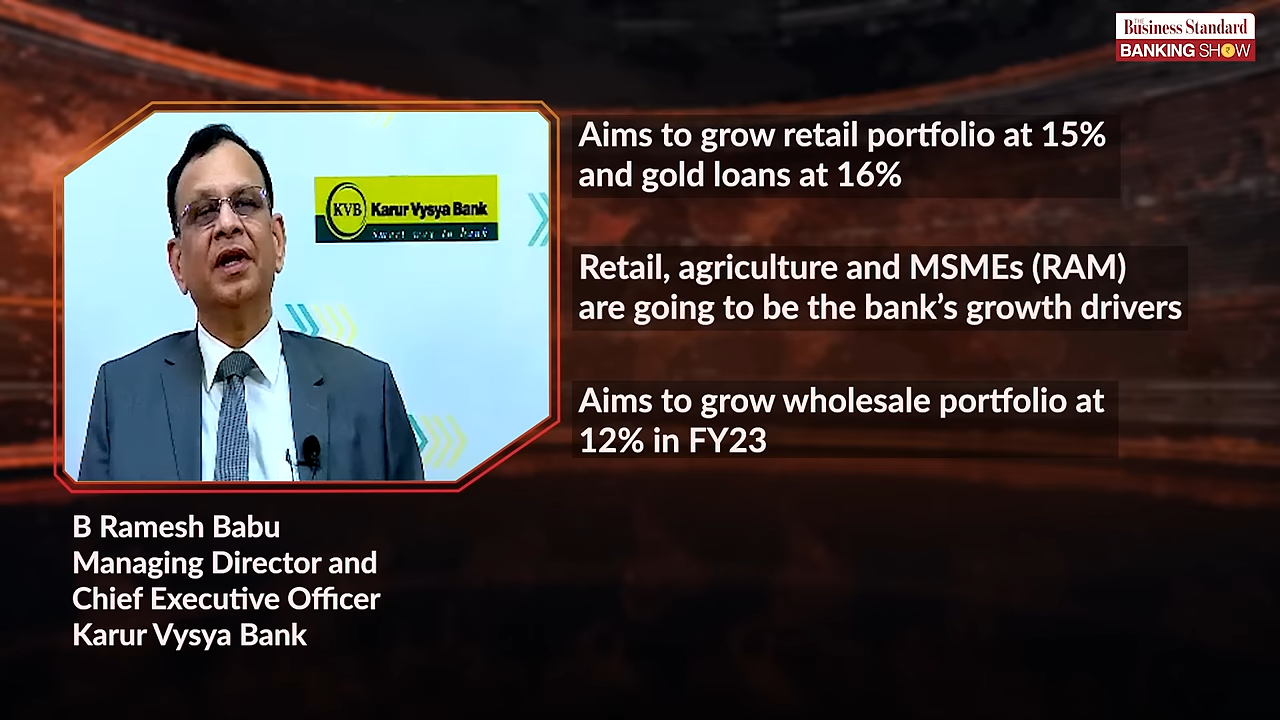 The Business Standard
BANKING SHOW
KVB Karur Vysya Bank
Smart way to bank
Aims to grow retail portfolio at 15%
and gold loans at 16%
Retail, agriculture and MSMEs (RAM)
are going to be the bank’s growth drivers
Aims to grow wholesale portfolio at
12% in FY23
B Ramesh Babu
Managing Director and
Chief Executive Officer
Karur Vysya Bank